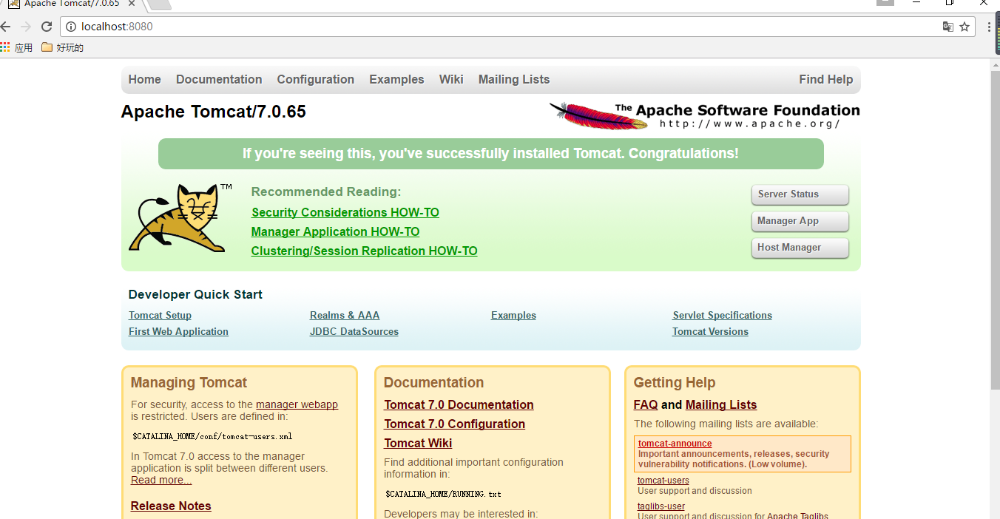 Apache Tomcat/7.0.65
localhost:8080
应用 好玩的
Home Documentation Configuration Examples Wiki Mailing Lists Find Help
Apache Tomcat/7.0.65
The Apache Software Foundation
http://www.apache.org/
If you're seeing this, you've successfully installed Tomcat. Congratulations!
TM
Recommended Reading:
Security Considerations HOW-TO
Manager Application HOW-TO
Clustering/Session Replication HOW-TO
Server Status
Manager App
Host Manager
Developer Quick Start
Tomcat Setup
First Web Application
Realms & AAA
JDBC DataSources
Examples
Servlet Specifications
Tomcat Versions
Managing Tomcat
For security, access to the manager webapp
is restricted. Users are defined in:
$CATALINA_HOME/conf/tomcat-users.xml
In Tomcat 7.0 access to the manager
application is split between different users.
Read more...
Release Notes
Documentation
Tomcat 7.0 Documentation
Tomcat 7.0 Configuration
Tomcat Wiki
Find additional important configuration
information in:
$CATALINA_HOME/RUNNING.txt
Developers may be interested in:
Getting Help
FAQ and Mailing Lists
The following mailing lists are available:
tomcat-announce
Important announcements, releases, security
vulnerability notifications. (Low volume).
tomcat-users
User support and discussion
taglibs-user
User support and discussion for Apache Taglibs